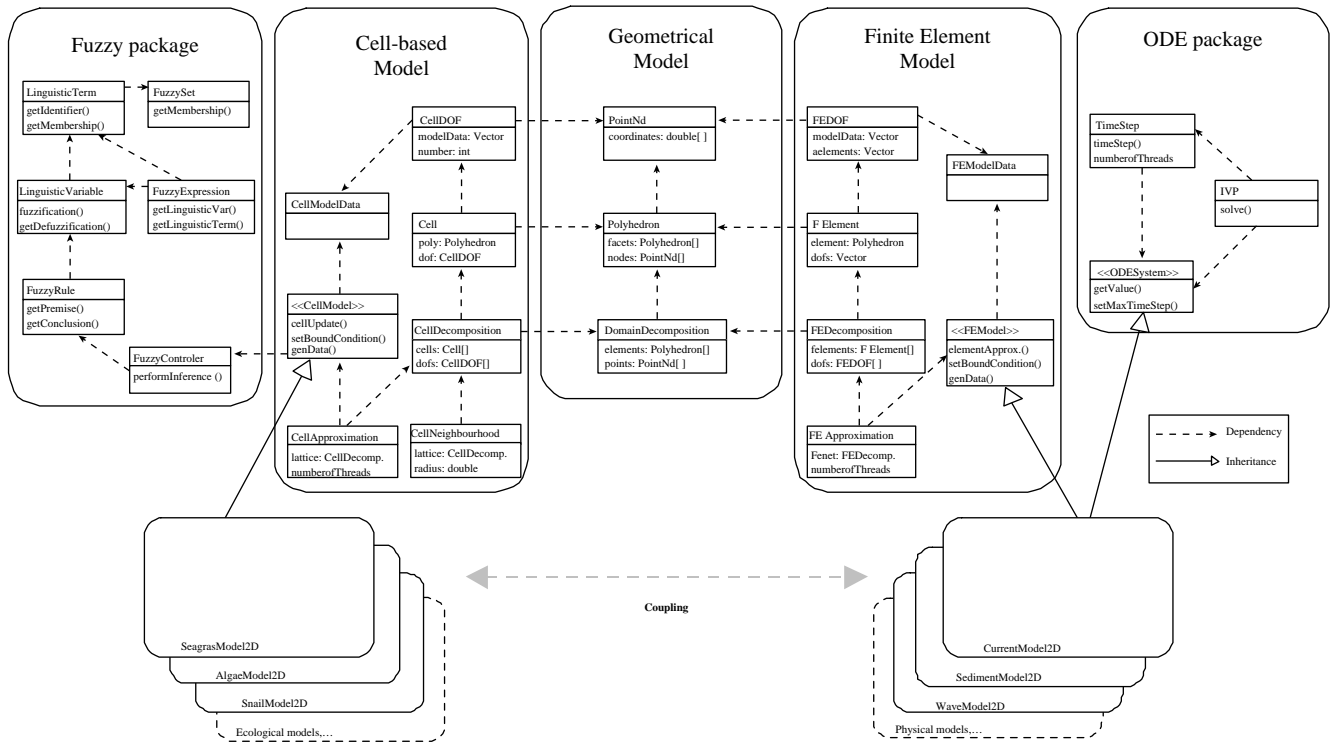 Fuzzy package
LinguisticTerm
getIdentifier()
getMembership()
FuzzySet
getMembership()
LinguisticVariable
fuzzification()
getDefuzzification()
FuzzyExpression
getLinguisticVar()
getLinguisticTerm()
FuzzyRule
getPremise()
getConclusion()
FuzzyControler
performInference ()
Cell-based
Model
CellDOF
modelData: Vector
number: int
CellModelData
Cell
poly: Polyhedron
dof: CellDOF
<<CellModel>>
cellUpdate()
setBoundCondition()
genData()
CellDecomposition
cells: Cell[]
dofs: CellDOF[]
CellApproximation
lattice: CellDecomp.
numberofThreads
CellNeighbourhood
lattice: CellDecomp.
radius: double
Geometrical
Model
PointNd
coordinates: double[ ]
Polyhedron
facets: Polyhedron[]
nodes: PointNd[]
DomainDecomposition
elements: Polyhedron[]
points: PointNd[ ]
Finite Element
Model
FEDOF
modelData: Vector
aelements: Vector
FEModelData
F Element
element: Polyhedron
dofs: Vector
FEDecomposition
felements: F Element[]
dofs: FEDOF[ ]
<<FEModel>>
elementApprox.()
setBoundCondition()
genData()
FE Approximation
Fenet: FEDecomp.
numberofThreads
ODE package
TimeStep
timeStep()
numberofThreads
IVP
solve()
<<ODESystem>>
getValue()
setMaxTimeStep()
Dependency
Inheritance
SeagrasModel2D
AlgaeModel2D
SnailModel2D
Ecological models,...
Coupling
CurrentModel2D
SedimentModel2D
WaveModel2D
Physical models,...